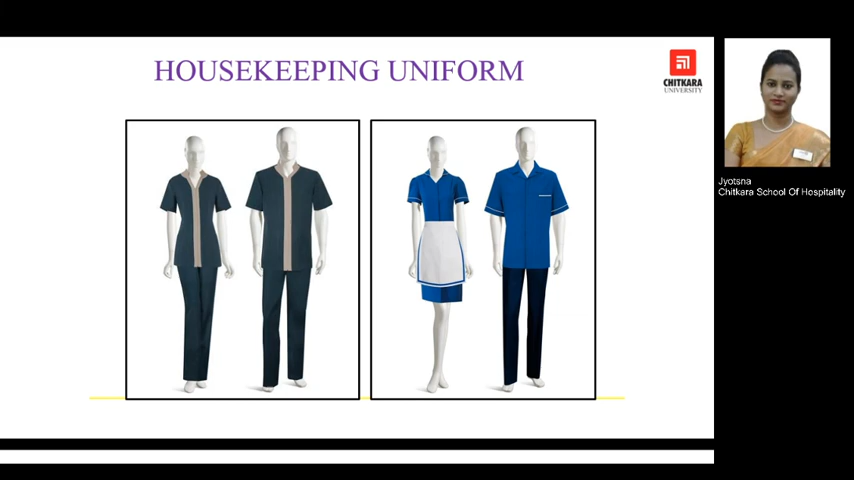 HOUSEKEEPING UNIFORM
CHITKARA
UNIVERSITY
Jyotsna
Chitkara School Of Hospitality